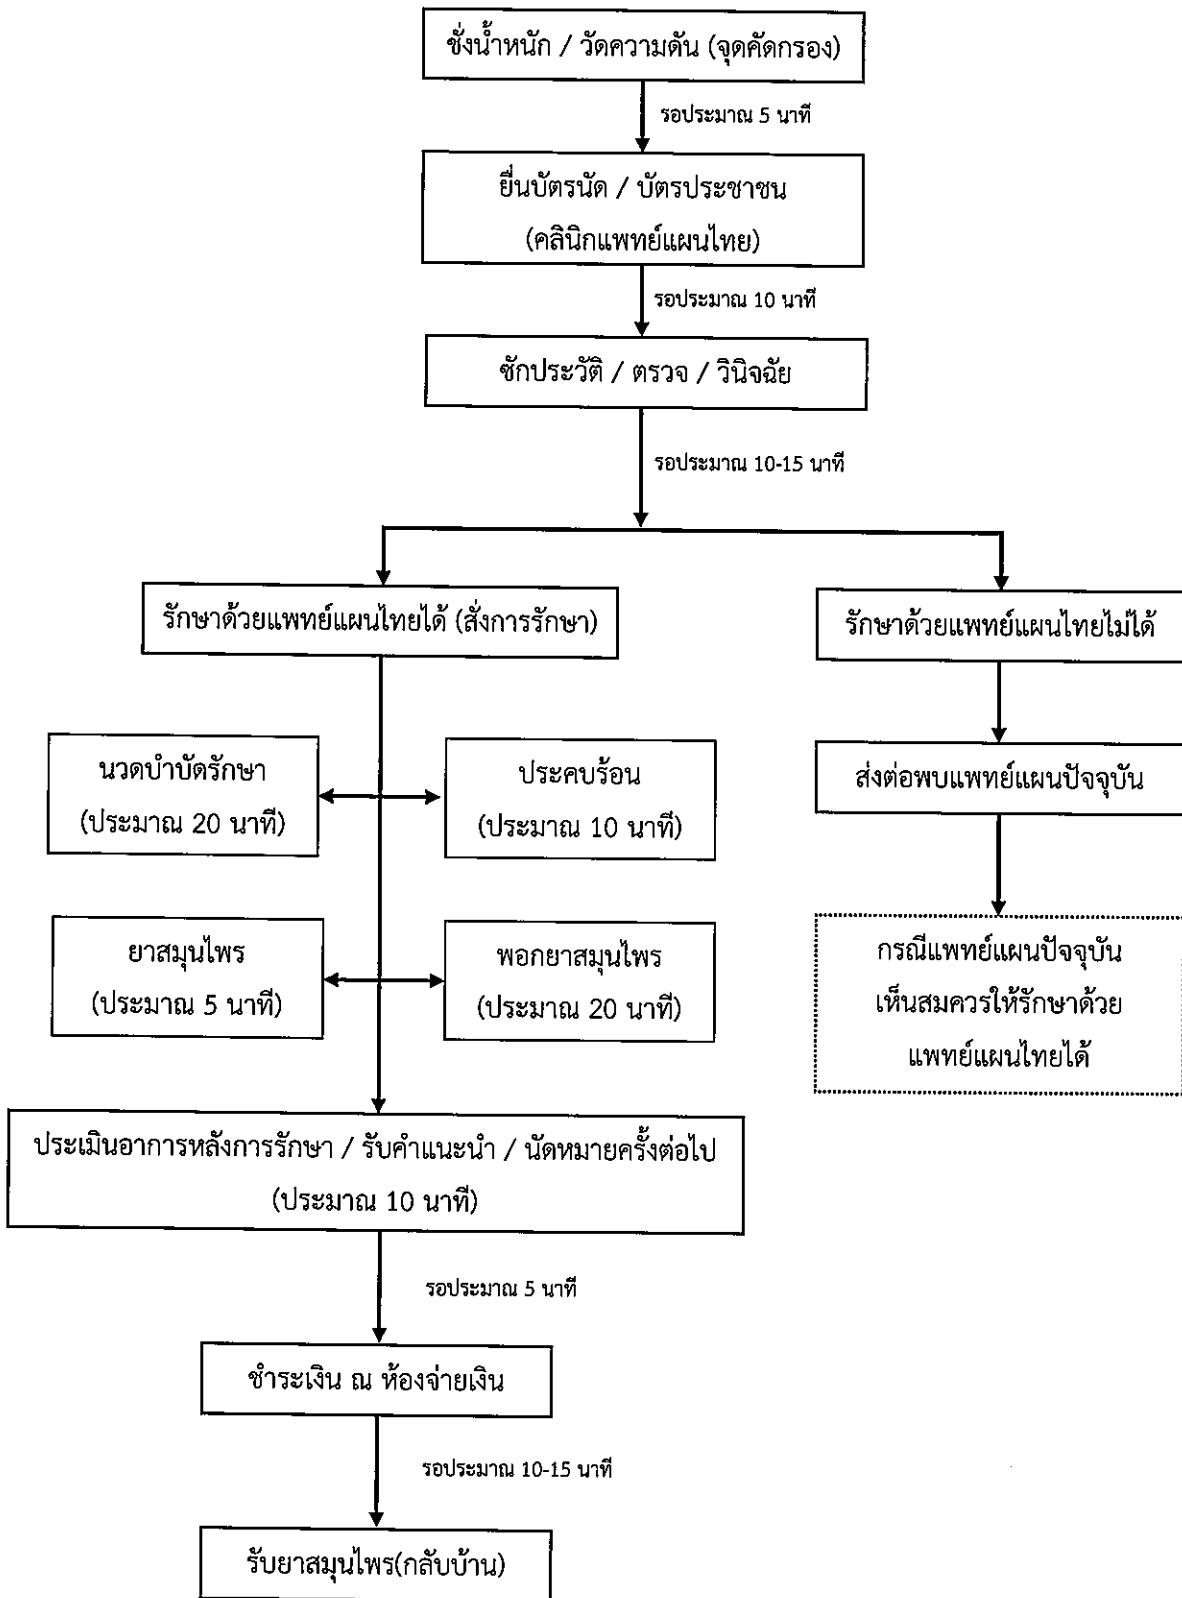 ชั่งน้ำหนัก / วัดความดัน (จุดคัดกรอง)
รอประมาณ 5 นาที
ยื่นบัตรนัด / บัตรประชาชน
(คลินิกแพทย์แผนไทย)
รอประมาณ 10 นาที
ซักประวัติ / ตรวจ / วินิจฉัย
รอประมาณ 10-15 นาที
รักษาด้วยแพทย์แผนไทยได้ (สั่งการรักษา)
นวดบำบัดรักษา
(ประมาณ 20 นาที)
ประคบร้อน
(ประมาณ 10 นาที)
ยาสมุนไพร
(ประมาณ 5 นาที)
พอกยาสมุนไพร
(ประมาณ 20 นาที)
ประเมินอาการหลังการรักษา / รับคำแนะนำ / นัดหมายครั้งต่อไป
(ประมาณ 10 นาที)
รอประมาณ 5 นาที
ชำระเงิน ณ ห้องจ่ายเงิน
รอประมาณ 10-15 นาที
รับยาสมุนไพร(กลับบ้าน)
รักษาด้วยแพทย์แผนไทยไม่ได้
ส่งต่อพบแพทย์แผนปัจจุบัน
กรณีแพทย์แผนปัจจุบัน
เห็นสมควรให้รักษาด้วย
แพทย์แผนไทยได้